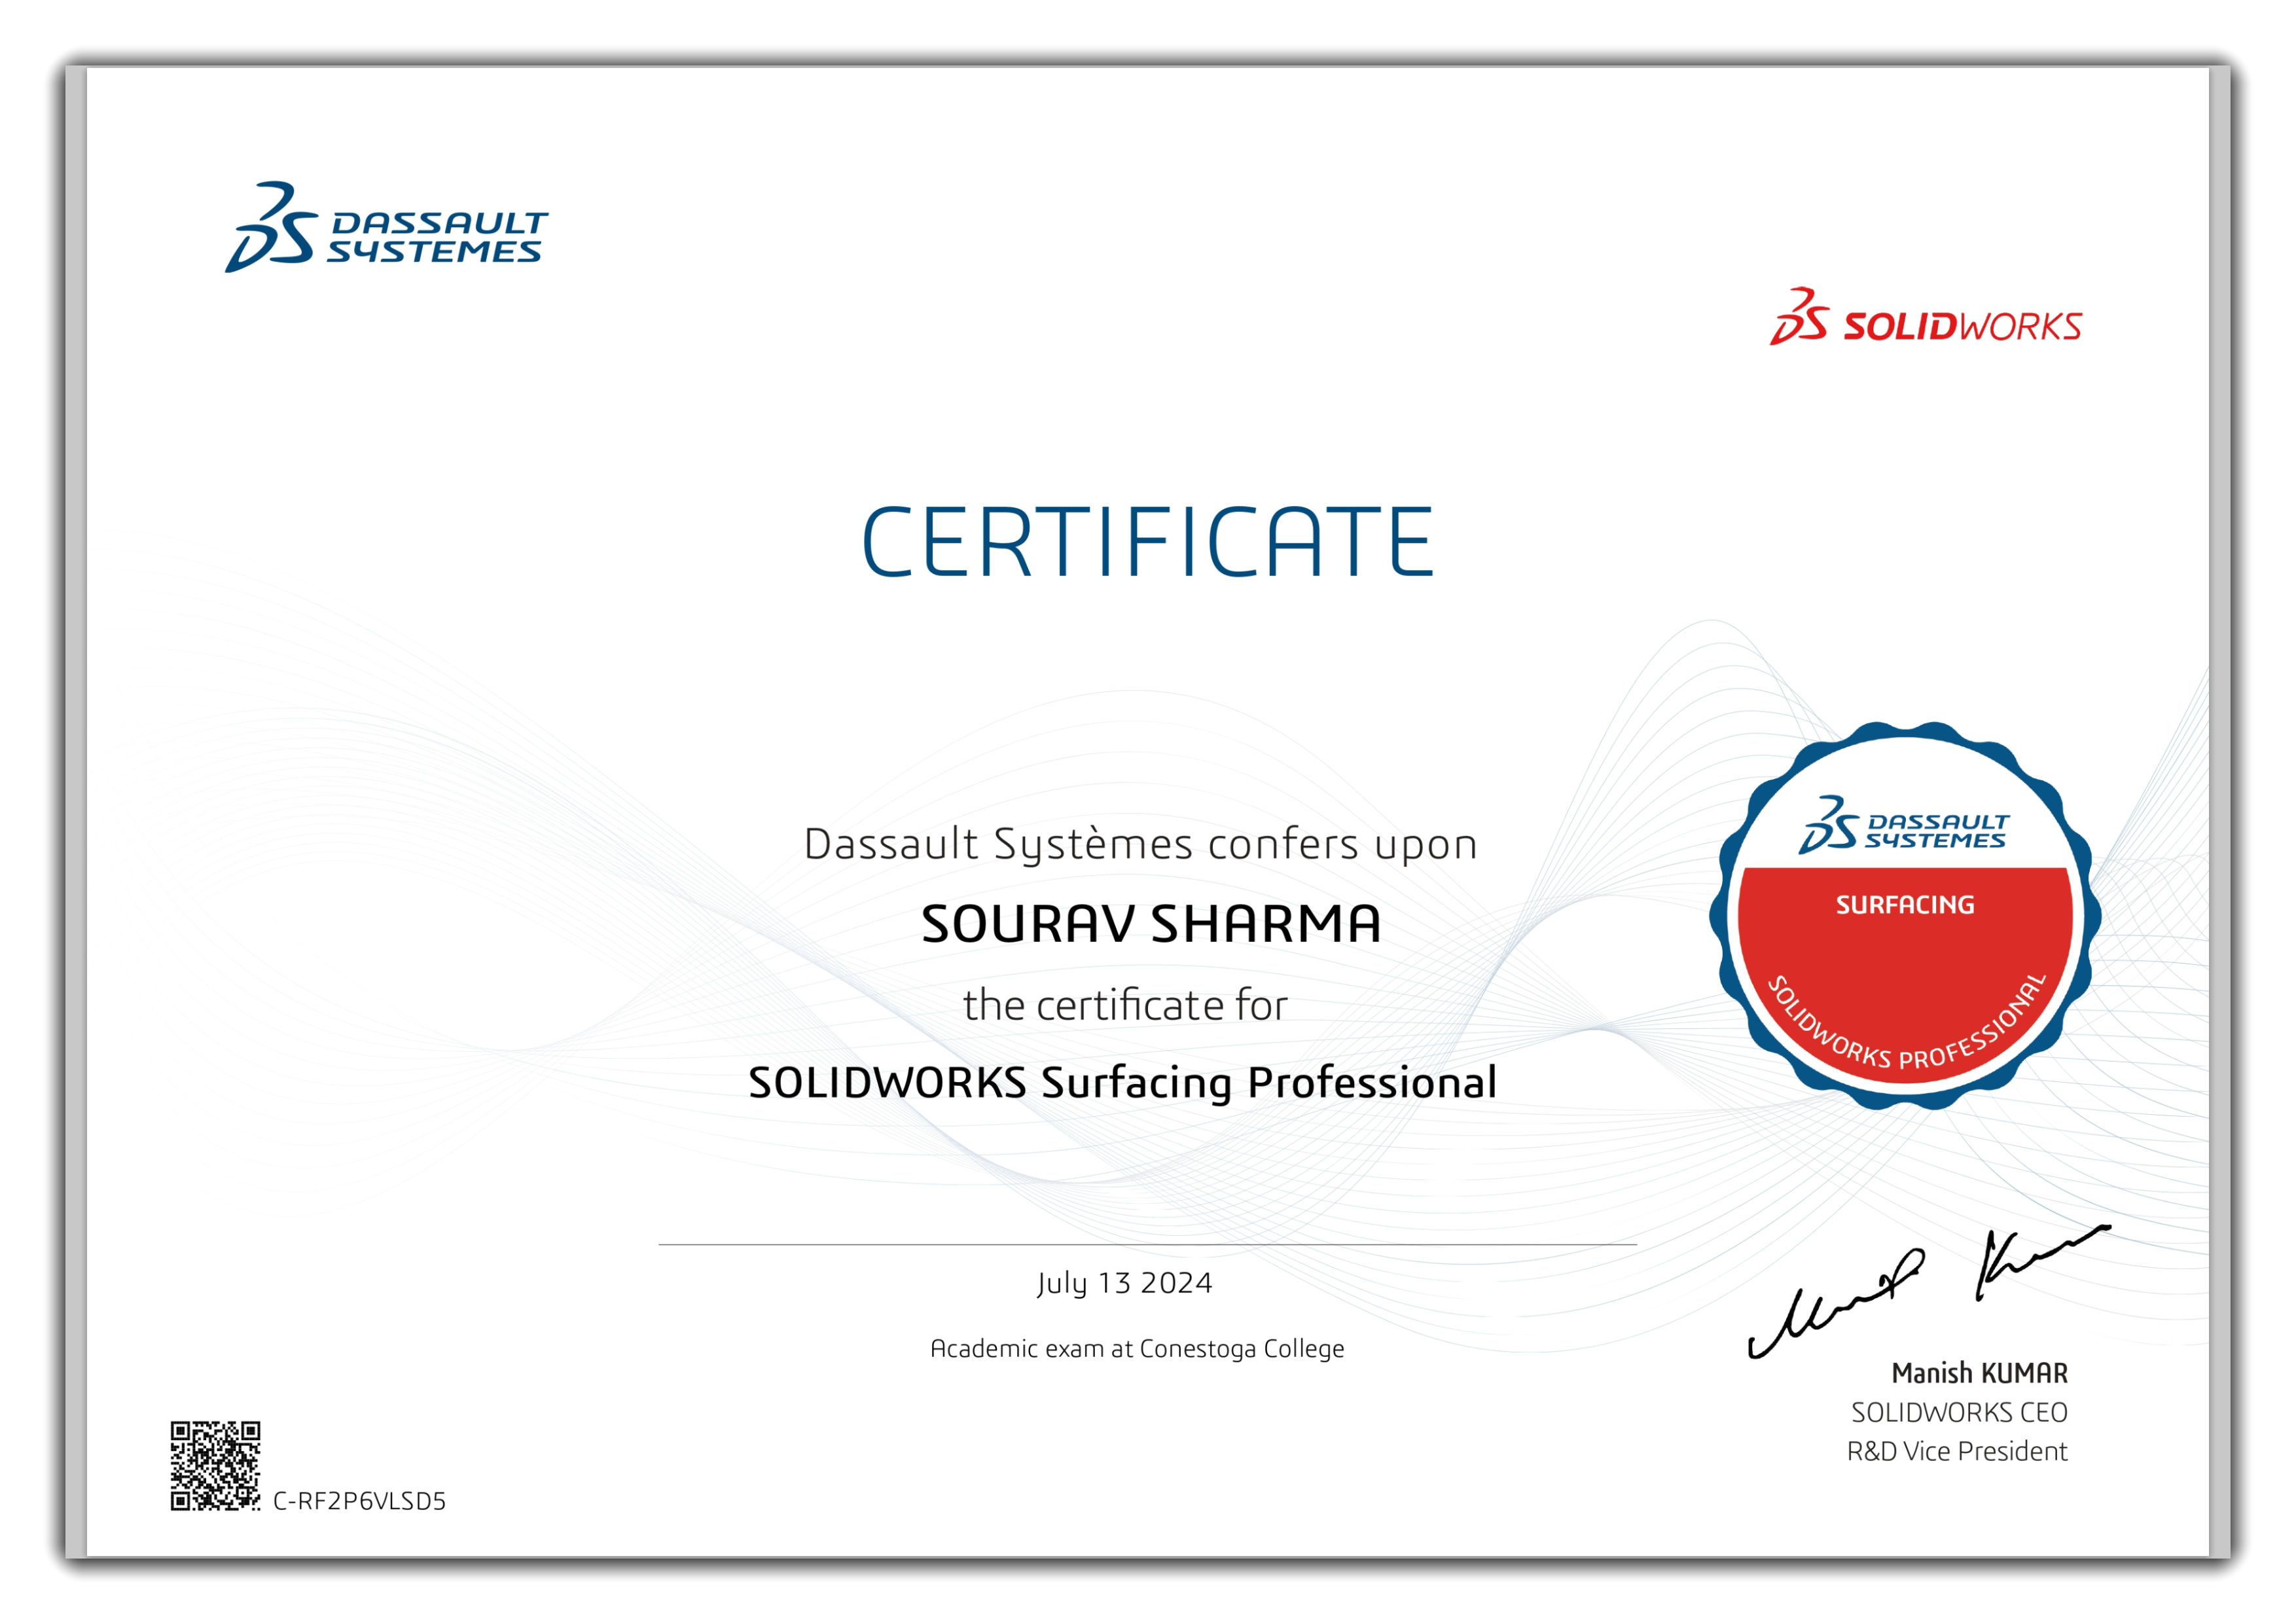 DASSAULT
SYSTEMES
SOLIDWORKS
CERTIFICATE
Dassault Systèmes confers upon
SOURAV SHARMA
the certificate for
SOLIDWORKS Surfacing Professional
DASSAULT
SYSTEMES
SURFACING
SOLIDWORKS PROFESSIONAL
July 13 2024
Academic exam at Conestoga College
Manish KUMAR
SOLIDWORKS CEO
R&D Vice President
C-RF2P6VLSD5